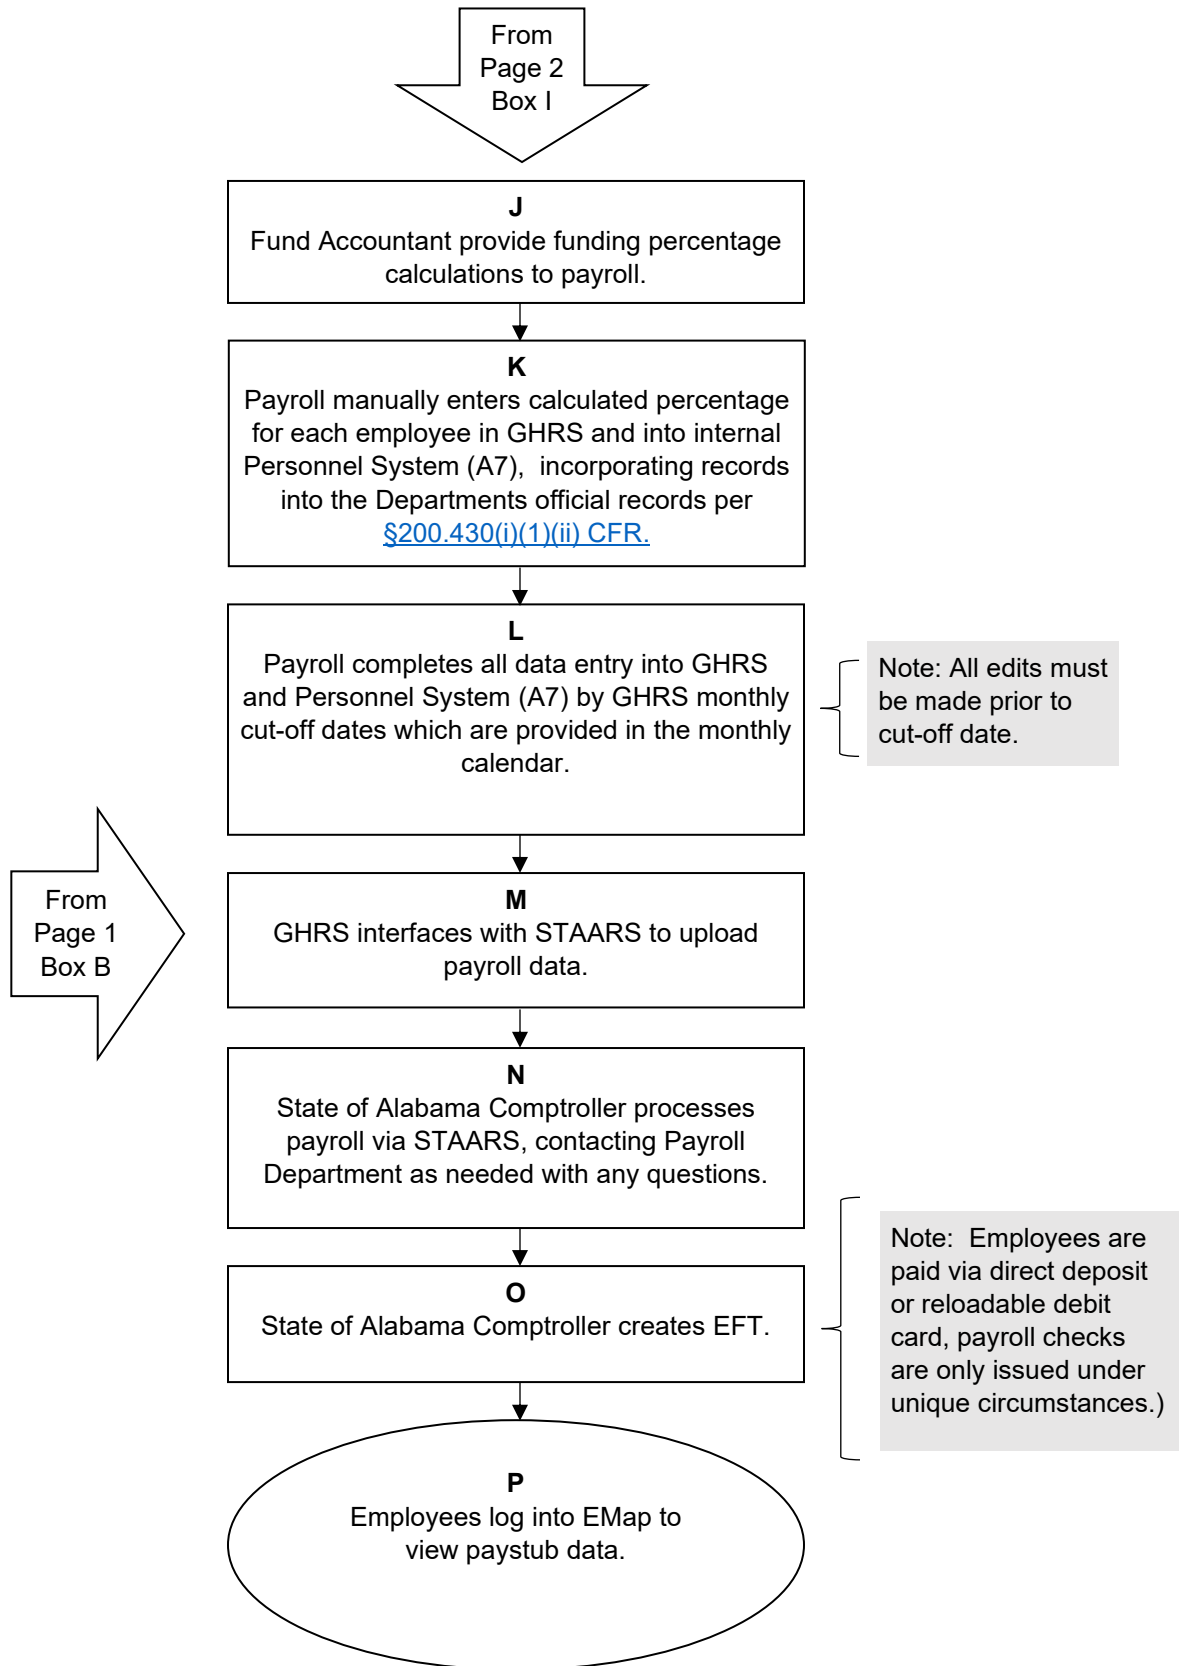 From
Page 2
Box I
J
Fund Accountant provide funding percentage
calculations to payroll.
K
Payroll manually enters calculated percentage
for each employee in GHRS and into internal
Personnel System (A7),  incorporating records
into the Departments official records per
§200.430(i)(1)(ii) CFR.
L
Payroll completes all data entry into GHRS
and Personnel System (A7) by GHRS monthly
cut-off dates which are provided in the monthly
calendar.
Note: All edits must
be made prior to
cut-off date.
From
Page 1
Box B
M
GHRS interfaces with STAARS to upload
payroll data.
N
State of Alabama Comptroller processes
payroll via STAARS, contacting Payroll
Department as needed with any questions.
O
State of Alabama Comptroller creates EFT.
Note:  Employees are
paid via direct deposit
or reloadable debit
card, payroll checks
are only issued under
unique circumstances.)
P
Employees log into EMap to
view paystub data.